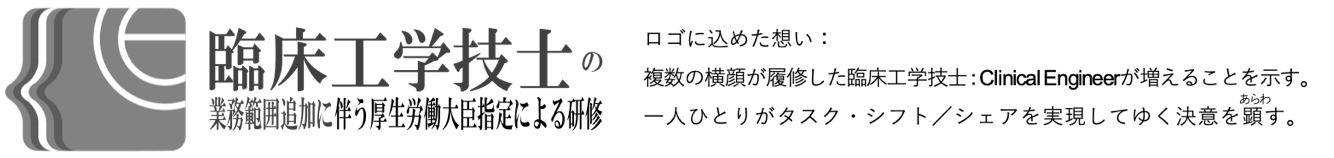 臨床工学技士の
業務範囲追加に伴う厚生労働大臣指定による研修
ロゴに込めた想い：
複数の横顔が履修した臨床工学技士：Clinical Engineerが増えることを示す。
あらわ
一人ひとりがタスク・シフト／シェアを実現してゆく決意を顕す。